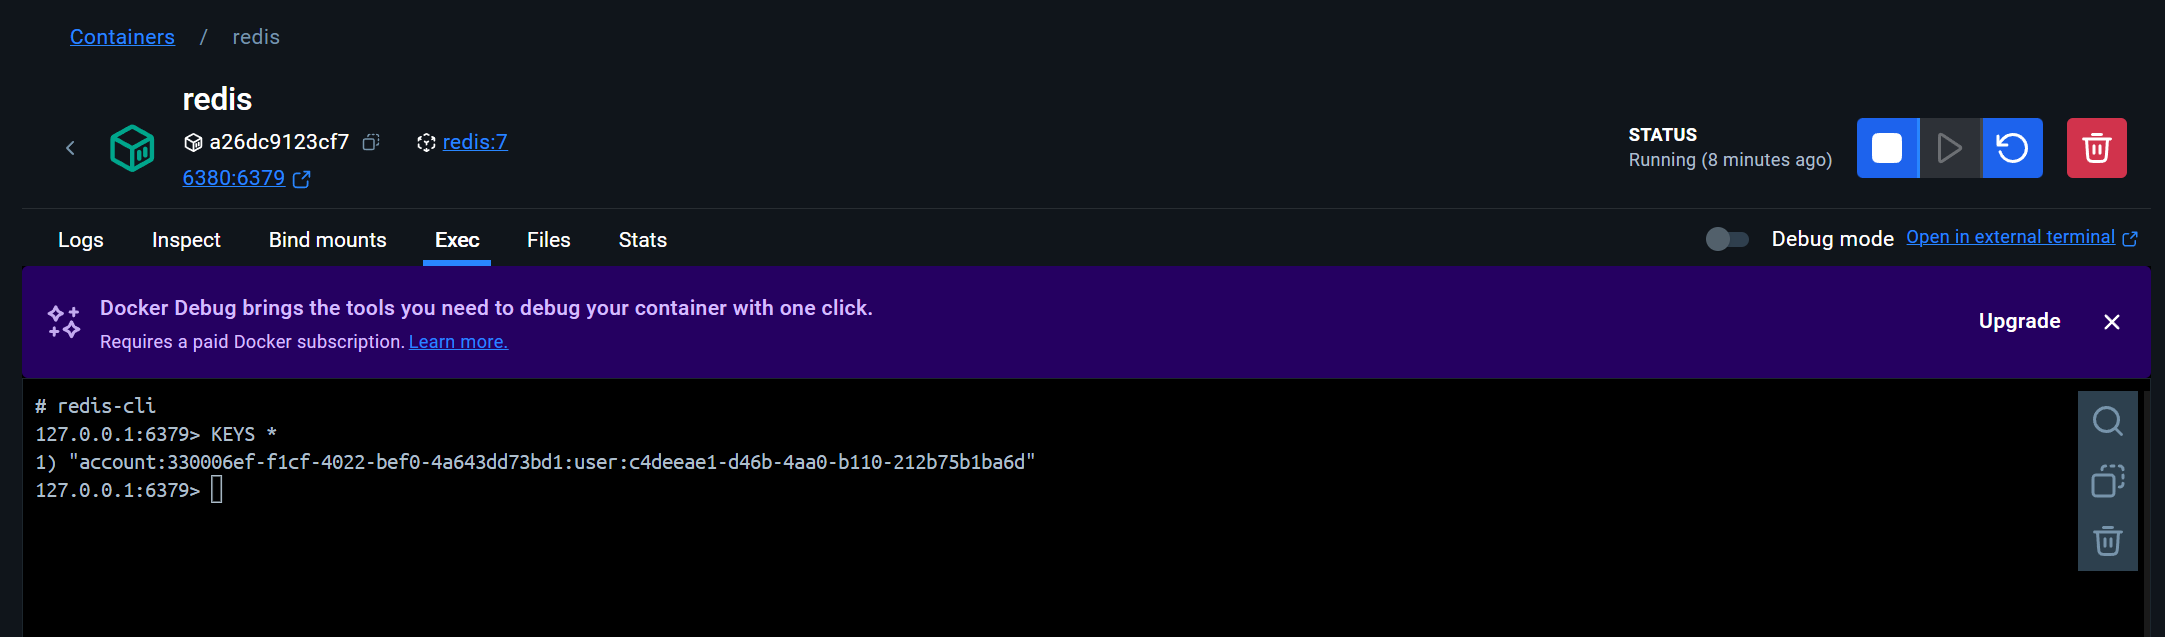 Containers / redis
redis
a26dc9123cf7 redis:7
6380:6379
STATUS
Running (8 minutes ago)
Logs Inspect Bind mounts Exec Files Stats Debug mode Open in external terminal
Docker Debug brings the tools you need to debug your container with one click.
Requires a paid Docker subscription. Learn more.
Upgrade
# redis-cli
127.0.0.1:6379> KEYS *
1) "account:330006ef-f1cf-4022-bef0-4a643dd73bd1:user:c4deeae1-d46b-4aa0-b110-212b75b1ba6d"
127.0.0.1:6379>